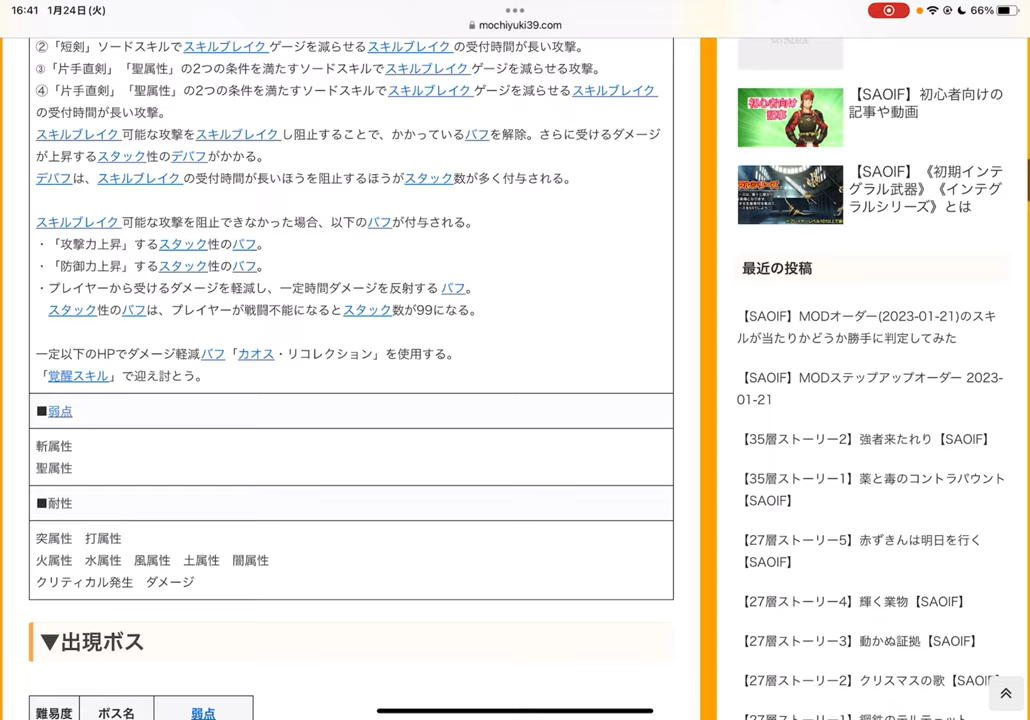 16:41 1月24日(火)
mochiyuki39.com
66%
②「短剣」ソードスキルでスキルブレイクゲージを減らせるスキルブレイクの受付時間が長い攻撃。
③「片手直剣」「聖属性」の2つの条件を満たすソードスキルでスキルブレイクゲージを減らせる攻撃。
④「片手直剣」「聖属性」の2つの条件を満たすソードスキルでスキルブレイクゲージを減らせるスキルブレイク
の受付時間が長い攻撃。
スキルブレイク可能な攻撃をスキルブレイクし阻止することで、かかっているバフを解除。さらに受けるダメージ
が上昇するスタック性のデバフがかかる。
デバフは、スキルブレイクの受付時間が長いほうを阻止するほうがスタック数が多く付与される。
スキルブレイク可能な攻撃を阻止できなかった場合、以下のバフが付与される。
・「攻撃力上昇」するスタック性のバフ。
・「防御力上昇」するスタック性のバフ。
・プレイヤーから受けるダメージを軽減し、一定時間ダメージを反射するバフ。
スタック性のバフは、プレイヤーが戦闘不能になるとスタック数が99になる。
一定以下のHPでダメージ軽減バフ「カオス・リコレクション」を使用する。
「覚醒スキル」で迎え討とう。
■弱点
斬属性
聖属性
■耐性
突属性 打属性
火属性 水属性 風属性 土属性 闇属性
クリティカル発生 ダメージ
▼出現ボス
難易度 ボス名 弱点
NO IMAGE
初心者向け
記事
【SAOIF】初心者向けの
記事や動画
【SAOIF】《初期インテ
グラル武器》《インテグ
ラルシリーズ》とは
最近の投稿
【SAOIF】MODオーダー(2023-01-21)のスキ
ルが当たりかどうか勝手に判定してみた
【SAOIF】MODステップアップオーダー 2023-
01-21
【35層ストーリー2】強者来たれり【SAOIF】
【35層ストーリー1】薬と毒のコントラパウント
【SAOIF】
【27層ストーリー5】赤ずきんは明日を行く
【SAOIF】
【27層ストーリー4】輝く業物【SAOIF】
【27層ストーリー3】動かぬ証拠【SAOIF】
【27層ストーリー2】クリスマスの歌【SAOIF】